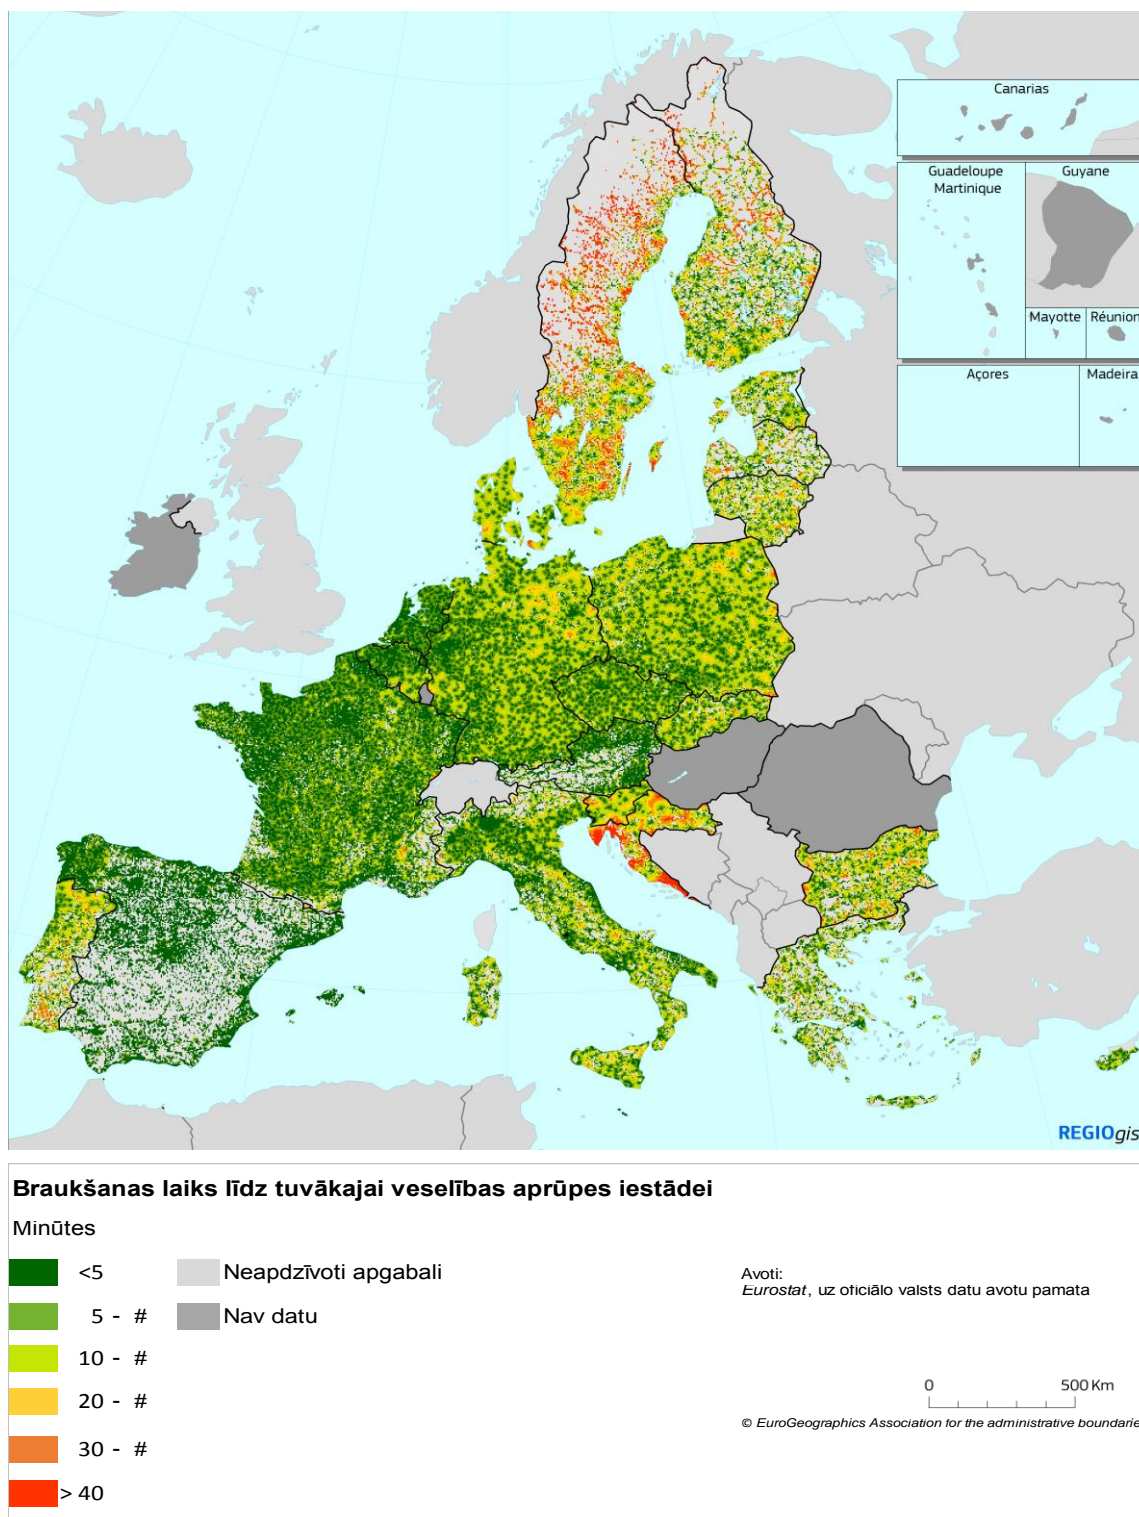 Canarias
Guadeloupe
Martinique
Guyane
Mayotte
Réunion
Açores
Madeira
REGIOgis
Braukšanas laiks līdz tuvākajai veselības aprūpes iestādei
Minūtes
<5
Neapdzīvoti apgabali
5 - #
Nav datu
10 - #
20 - #
30 - #
> 40
Avoti:
Eurostat, uz oficiālo valsts datu avotu pamata
0 500 Km
© EuroGeographics Association for the administrative boundarie